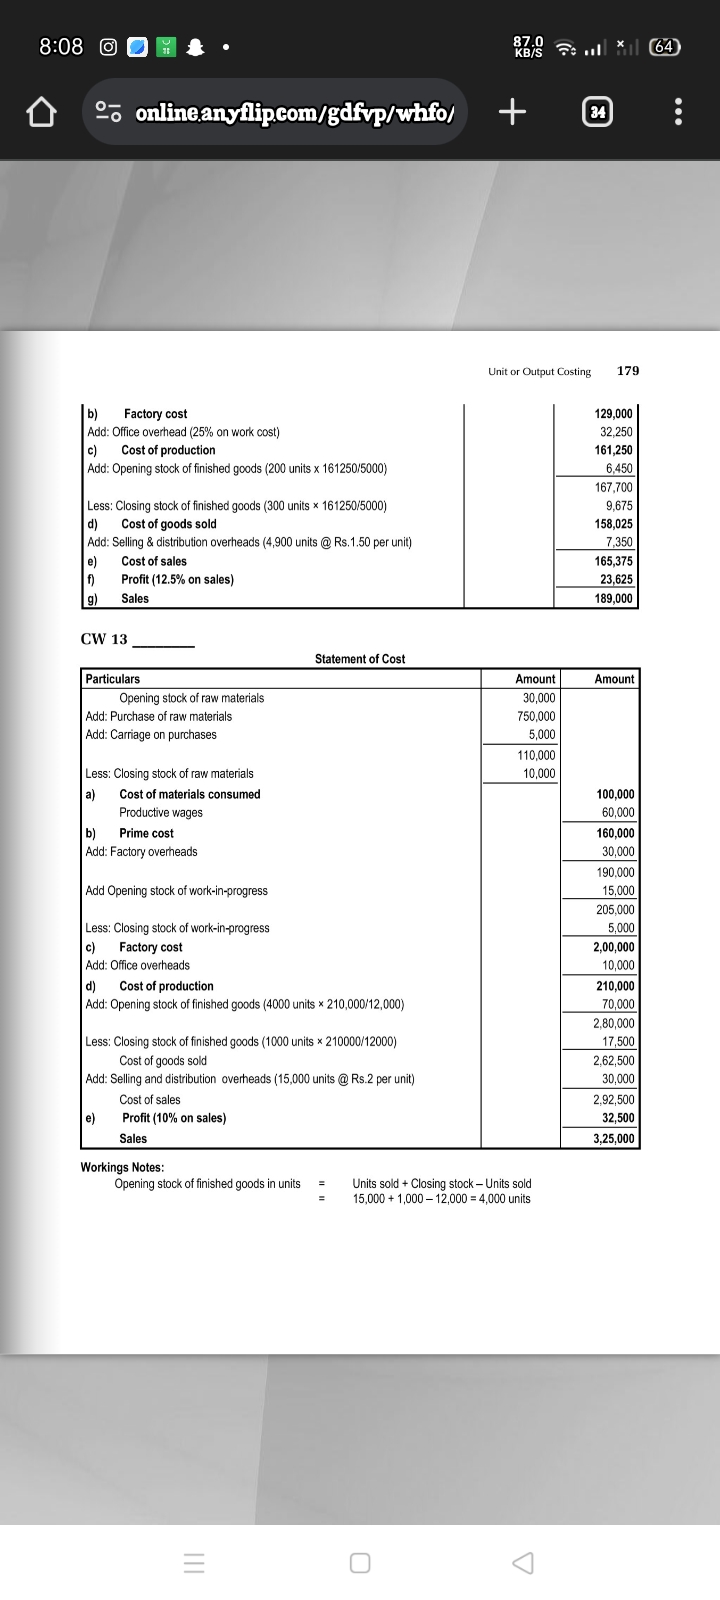 8:08
87.0
KB/S
64
online.anyflip.com/gdfvp/whfo/
34
Unit or Output Costing 179
b) Factory cost 129,000
Add: Office overhead (25% on work cost) 32,250
c) Cost of production 161,250
Add: Opening stock of finished goods (200 units x 161250/5000) 6,450
167,700
Less: Closing stock of finished goods (300 units × 161250/5000) 9,675
d) Cost of goods sold 158,025
Add: Selling & distribution overheads (4,900 units @ Rs.1.50 per unit) 7,350
e) Cost of sales 165,375
f) Profit (12.5% on sales) 23,625
g) Sales 189,000
CW 13 ________
Statement of Cost
Particulars Amount Amount
Opening stock of raw materials 30,000
Add: Purchase of raw materials 750,000
Add: Carriage on purchases 5,000
110,000
Less: Closing stock of raw materials 10,000
a) Cost of materials consumed 100,000
Productive wages 60,000
b) Prime cost 160,000
Add: Factory overheads 30,000
190,000
Add Opening stock of work-in-progress 15,000
205,000
Less: Closing stock of work-in-progress 5,000
c) Factory cost 2,00,000
Add: Office overheads 10,000
d) Cost of production 210,000
Add: Opening stock of finished goods (4000 units × 210,000/12,000) 70,000
2,80,000
Less: Closing stock of finished goods (1000 units × 210000/12000) 17,500
Cost of goods sold 2,62,500
Add: Selling and distribution overheads (15,000 units @ Rs.2 per unit) 30,000
Cost of sales 2,92,500
e) Profit (10% on sales) 32,500
Sales 3,25,000
Workings Notes:
Opening stock of finished goods in units = Units sold + Closing stock – Units sold
= 15,000 + 1,000 – 12,000 = 4,000 units